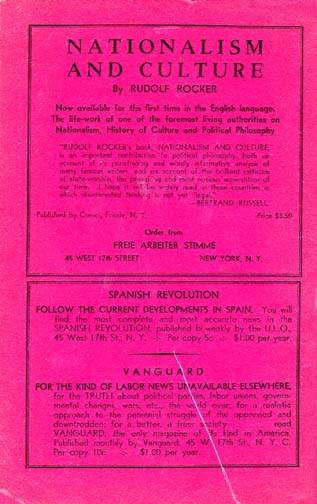 NATIONALISM
AND CULTURE
By RUDOLF ROCKER
Now available for the first time in the English language.
The life-work of one of the foremost living authorities on
Nationalism, History of Culture and Political Philosophy
"RUDOLF ROCKER's book, NATIONALISM AND CULTURE,
is an important contribution to political philosophy, both on
account of its penetrating and widely informative analysis of
many famous writers, and on account of the brilliant criticism
of state-worship, the prevailing and most noxious superstition of
our time. I hope it will be widely read in those countries in
which disinterested thinking is not yet illegal."
—BERTRAND RUSSELL
Published by Covici, Friede, N. Y. Price $3.50
Order from
FREIE ARBEITER STIMME
45 WEST 17th STREET NEW YORK, N. Y.
SPANISH REVOLUTION
FOLLOW THE CURRENT DEVELOPMENTS IN SPAIN. You will
find the most complete and most accurate news in the
SPANISH REVOLUTION, published bi-weekly by the U.L.O.,
45 West 17th St., N. Y. -:- Per copy 5c -:- $1.00 per year.
VANGUARD
FOR THE KIND OF LABOR NEWS UNAVAILABLE ELSEWHERE,
for the TRUTH about political parties, labor unions, govern-
mental changes, wars, etc., the world over; for a realistic
approach to the perennial struggle of the oppressed and
downtrodden; for a better, a freer society read
VANGUARD, the only magazine of its kind in America.
Published monthly by Vanguard, 45 W. 17th St., N. Y. C.
Per copy 10c -:- $1.00 per year.